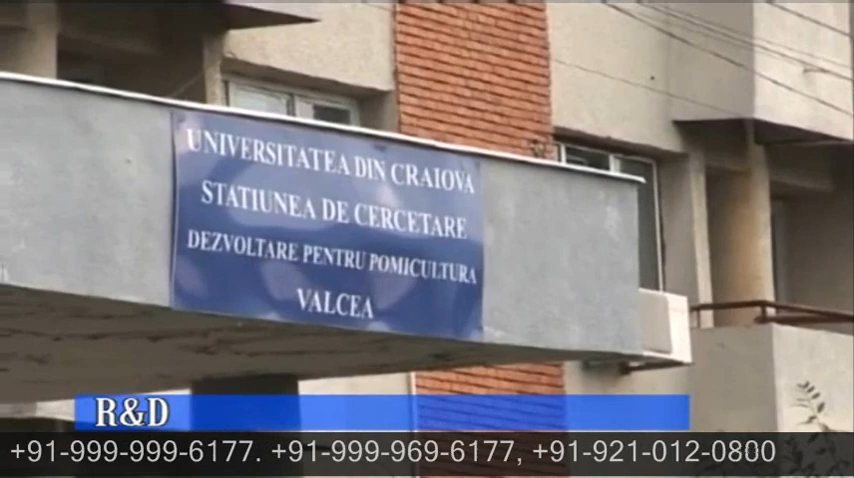 UNIVERSITATEA DIN CRAIOVA
STATIUNEA DE CERCETARE
DEZVOLTARE PENTRU POMICULTURA
VALCEA
R&D
+91-999-999-6177. +91-999-969-6177, +91-921-012-0800